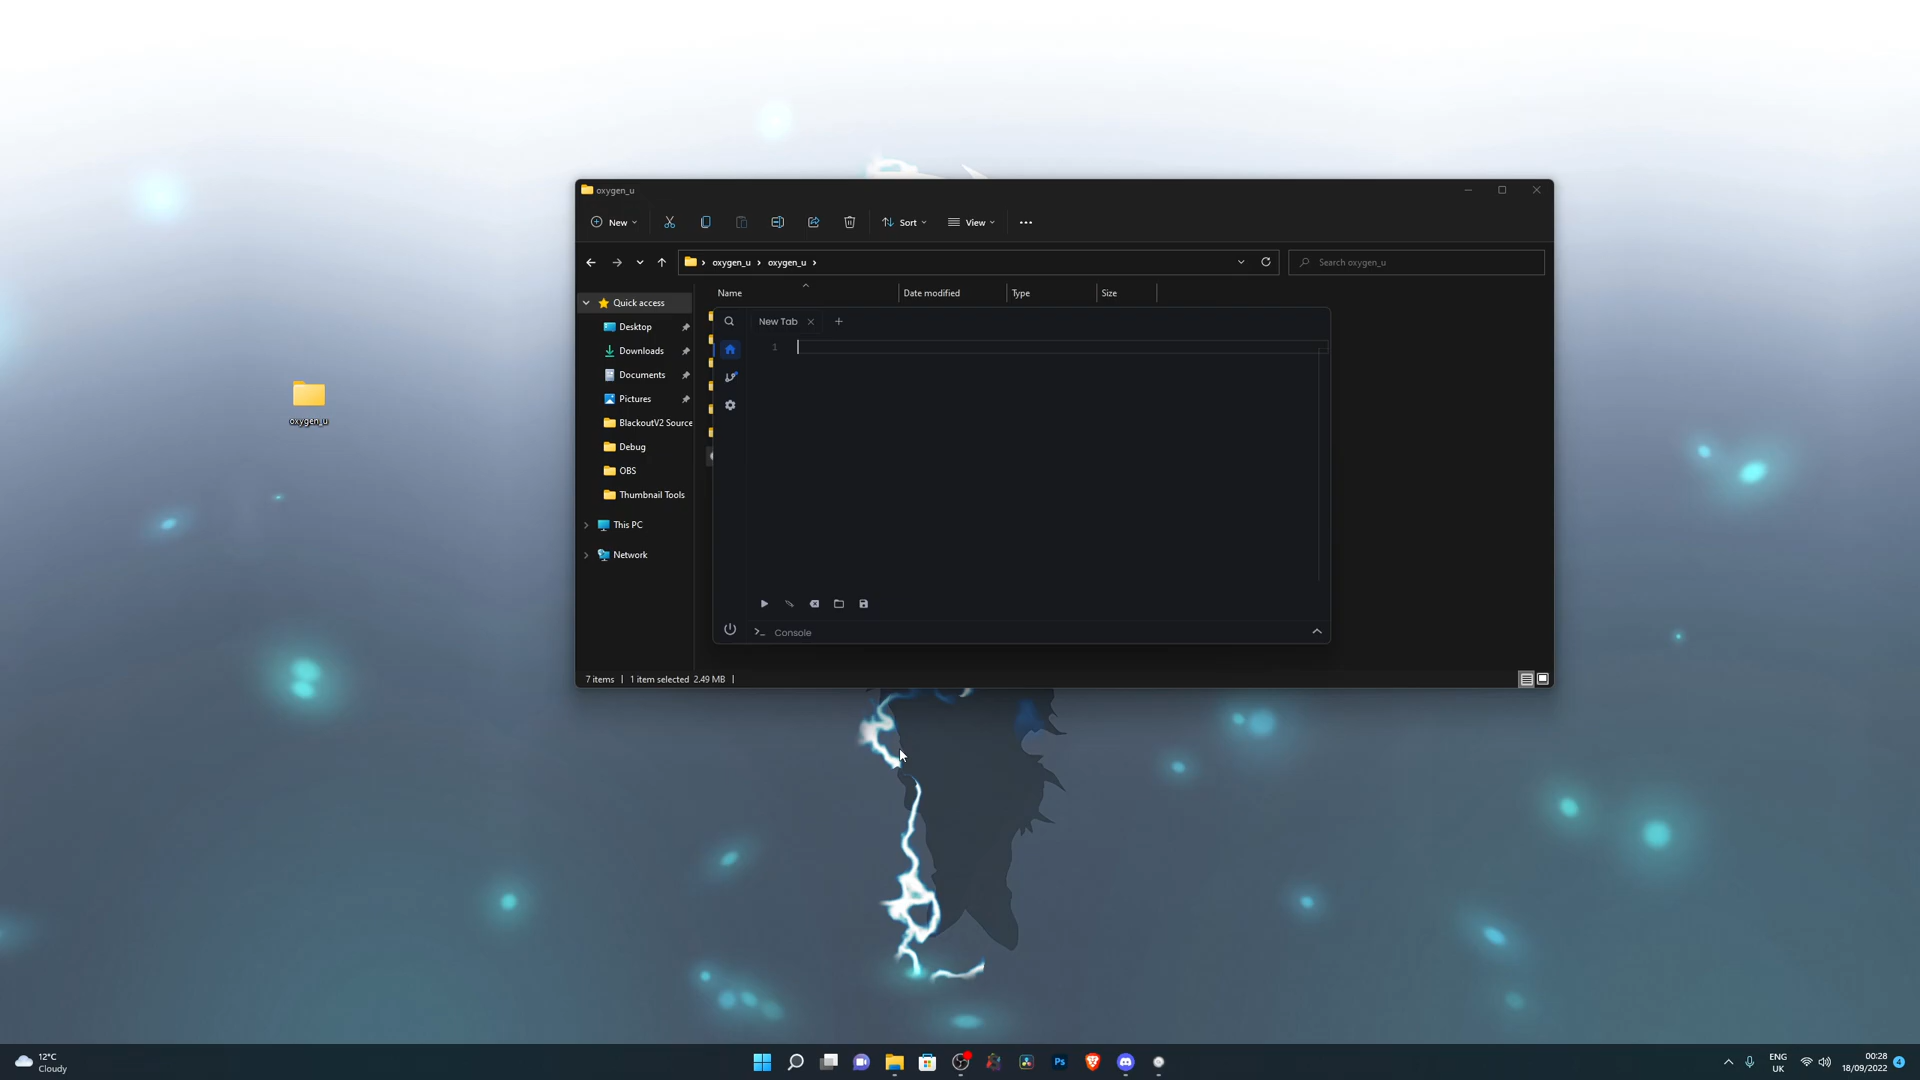 oxygen_u
New
Sort
View
oxygen_u > oxygen_u >
Search oxygen_u
Name
Date modified
Type
Size
Quick access
Desktop
Downloads
Documents
Pictures
BlackoutV2 Source
Debug
OBS
Thumbnail Tools
This PC
Network
New Tab
1
Console
7 items
1 item selected 2.49 MB
oxygen_u
12°C
Cloudy
Ps
ENG
UK
00:28
18/09/2022
4